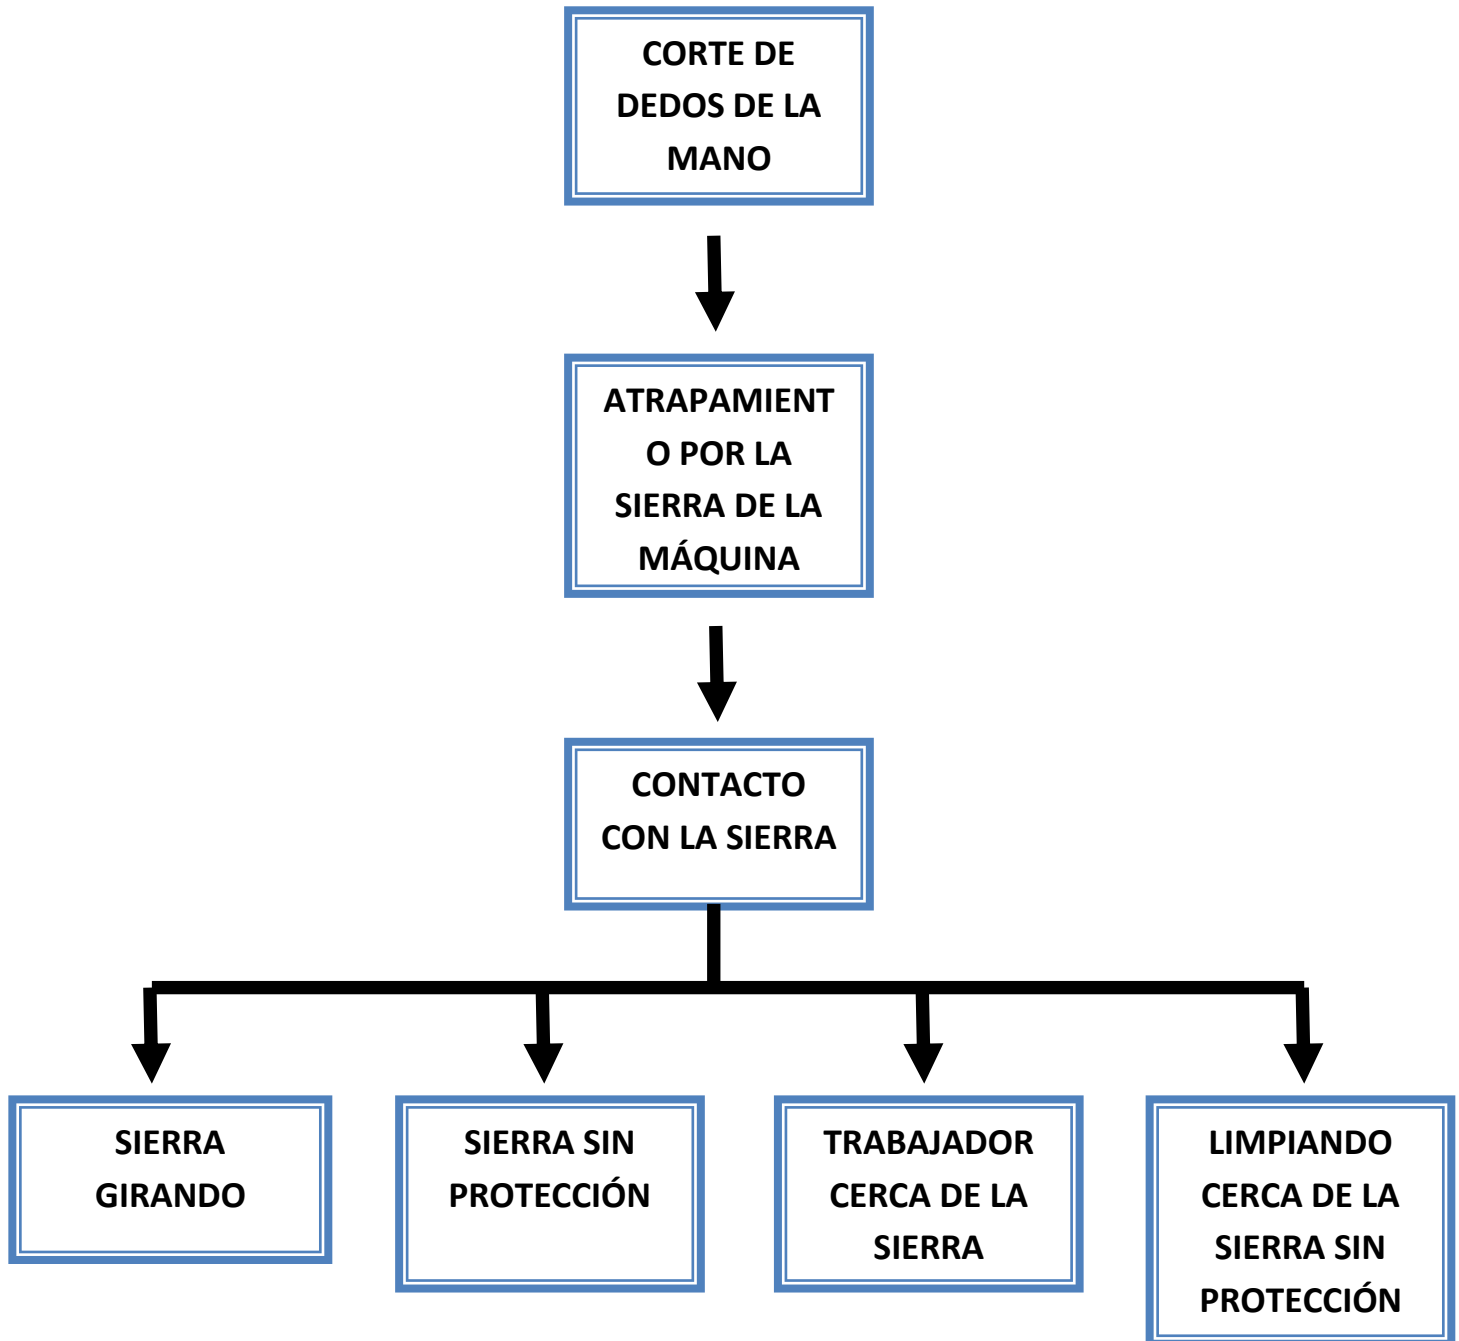 CORTE DE
DEDOS DE LA
MANO
ATRAPAMIENT
O POR LA
SIERRA DE LA
MÁQUINA
CONTACTO
CON LA SIERRA
SIERRA
GIRANDO
SIERRA SIN
PROTECCIÓN
TRABAJADOR
CERCA DE LA
SIERRA
LIMPIANDO
CERCA DE LA
SIERRA SIN
PROTECCIÓN